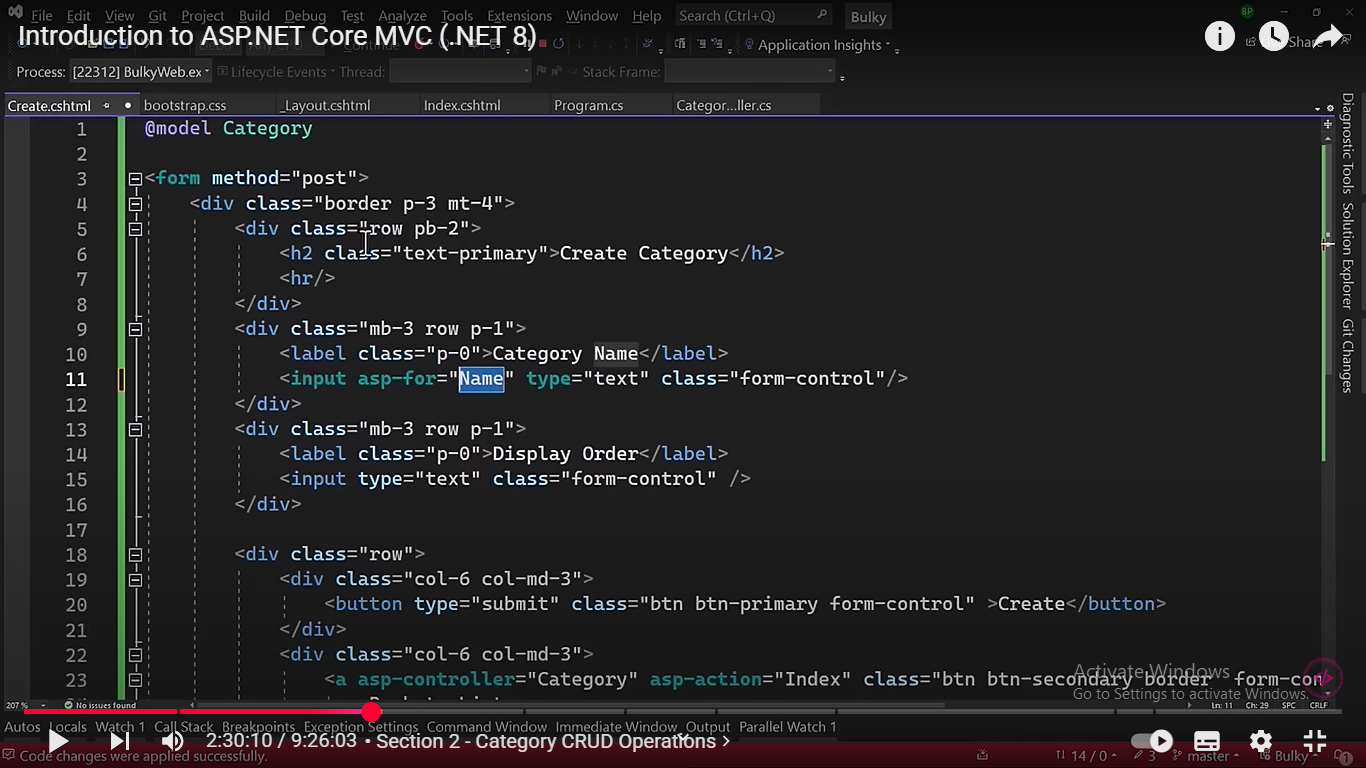 File Edit View Git Project Build Debug Test Analyze Tools Extensions Window Help Search (Ctrl+Q) Bulky BP
Introduction to ASP.NET Core MVC (.NET 8)
Continue Application Insights Share
Process: [22312] BulkyWeb.ex Lifecycle Events Thread: Stack Frame:
Create.cshtml bootstrap.css _Layout.cshtml Index.cshtml Program.cs Categor...ller.cs
1 @model Category
2
3 <form method="post">
4 <div class="border p-3 mt-4">
5 <div class="row pb-2">
6 <h2 class="text-primary">Create Category</h2>
7 <hr/>
8 </div>
9 <div class="mb-3 row p-1">
10 <label class="p-0">Category Name</label>
11 <input asp-for="Name" type="text" class="form-control"/>
12 </div>
13 <div class="mb-3 row p-1">
14 <label class="p-0">Display Order</label>
15 <input type="text" class="form-control" />
16 </div>
17
18 <div class="row">
19 <div class="col-6 col-md-3">
20 <button type="submit" class="btn btn-primary form-control" >Create</button>
21 </div>
22 <div class="col-6 col-md-3">
23 <a asp-controller="Category" asp-action="Index" class="btn btn-secondary border form-con
Diagnostic Tools Solution Explorer Git Changes
Activate Windows
Go to Settings to activate Windows.
207 % No issues found Ln: 11 Ch: 29 SPC CRLF
Autos Locals Watch 1 Call Stack Breakpoints Exception Settings Command Window Immediate Window Output Parallel Watch 1
2:30:10 / 9:26:03 • Section 2 - Category CRUD Operations >
Code changes were applied successfully. 14 / 0 3 master Bulky 1